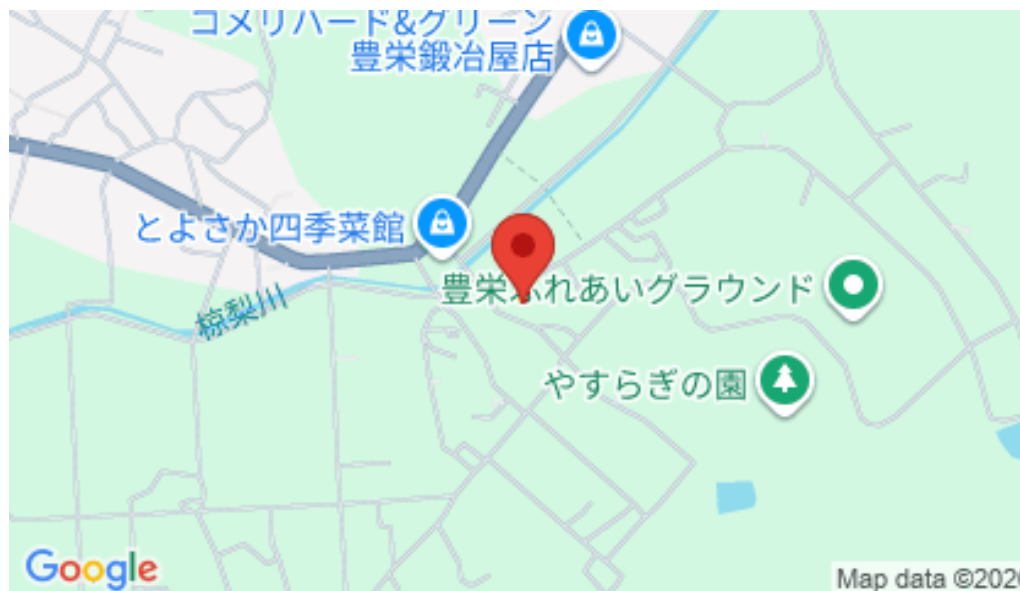 コメリハード&グリーン
豊栄鍛冶屋店
とよさか四季菜館
豊栄ふれあいグラウンド
椋梨川
やすらぎの園
Google
Map data ©202